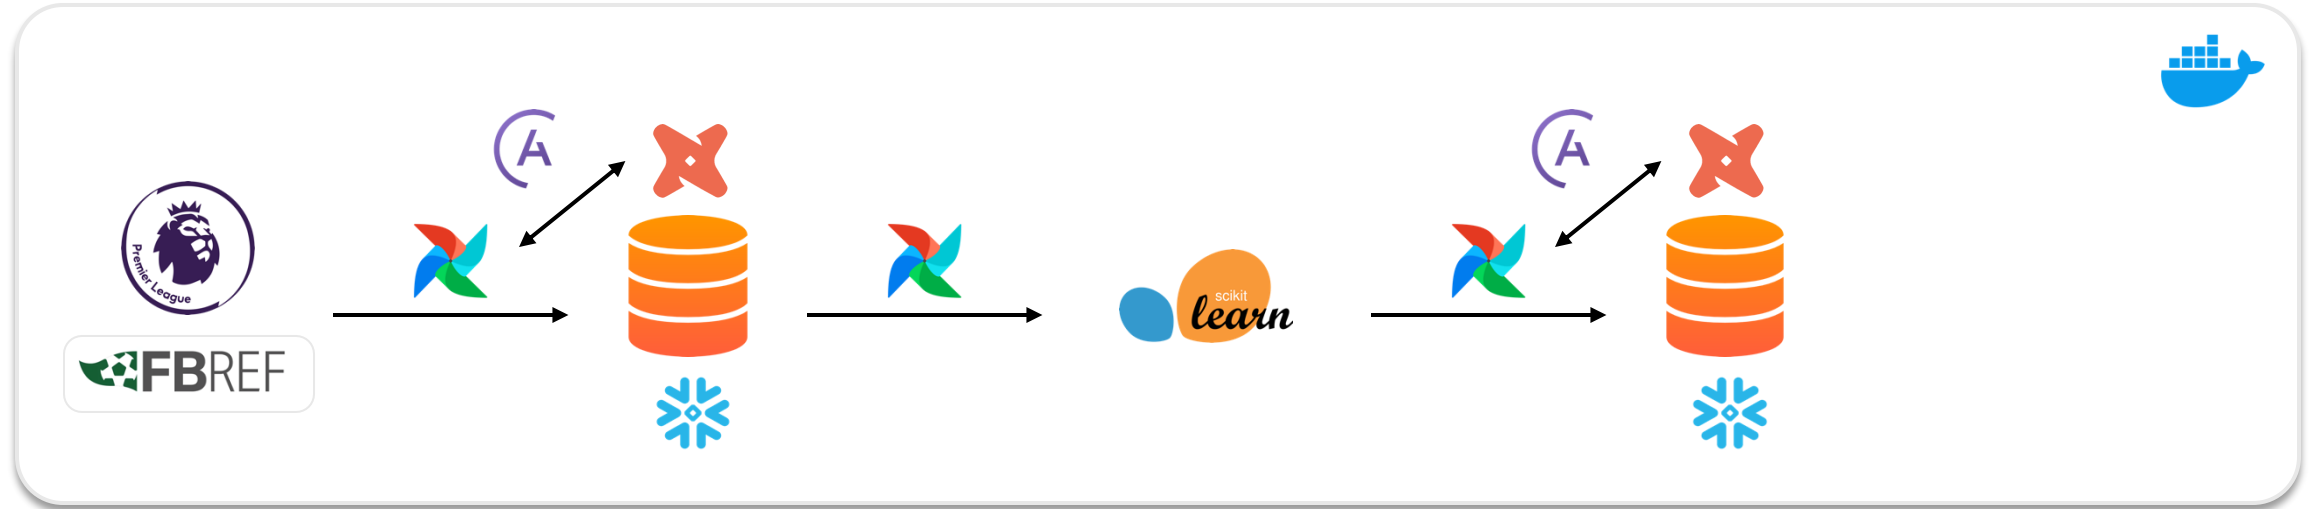 Premier League
FBREF
A
scikit
learn
A